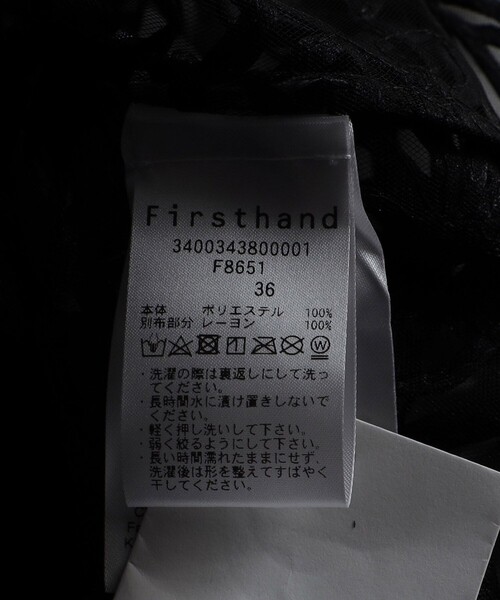 Firsthand
3400343800001
F8651
36
本体 ポリエステル 100%
別布部分 レーヨン 100%
・洗濯の際は裏返しにして洗っ
てください。
・長時間水に漬け置きしないで
ください。
・軽く押し洗いして下さい。
・弱く絞るようにして下さい。
・長い時間濡れたままにせず、
洗濯後は形を整えてすばやく
干してください。